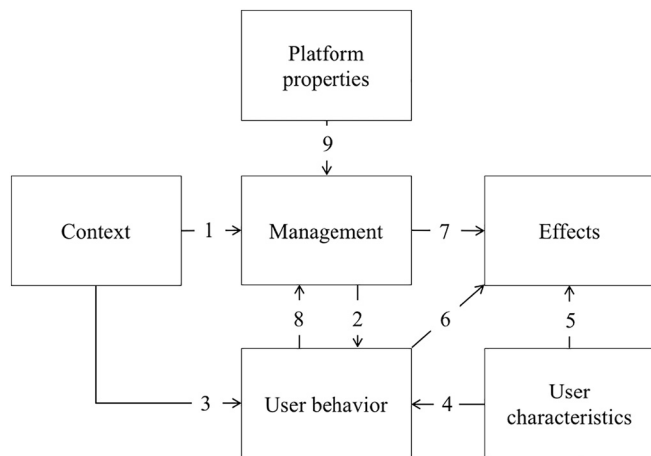 Platform
properties
9
Context
1
Management
7
Effects
8
2
6
5
3
User behavior
4
User
characteristics